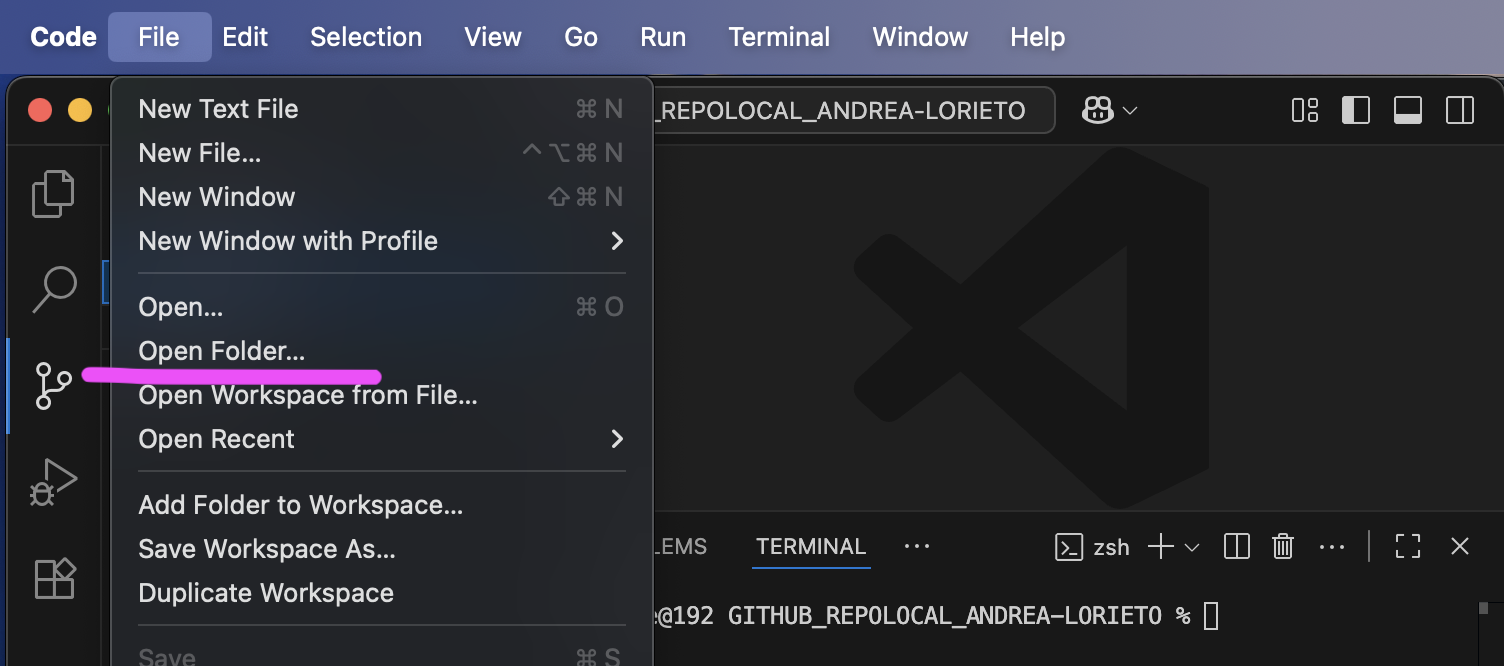 Code File Edit Selection View Go Run Terminal Window Help
_REPOLOCAL_ANDREA-LORIETO
New Text File ⌘ N
New File... ^⌥⌘ N
New Window ⇧⌘ N
New Window with Profile
Open... ⌘ O
Open Folder...
Open Workspace from File...
Open Recent
Add Folder to Workspace...
Save Workspace As...
Duplicate Workspace
Save ⌘ S
LEMS TERMINAL ... zsh
@192 GITHUB_REPOLOCAL_ANDREA-LORIETO %